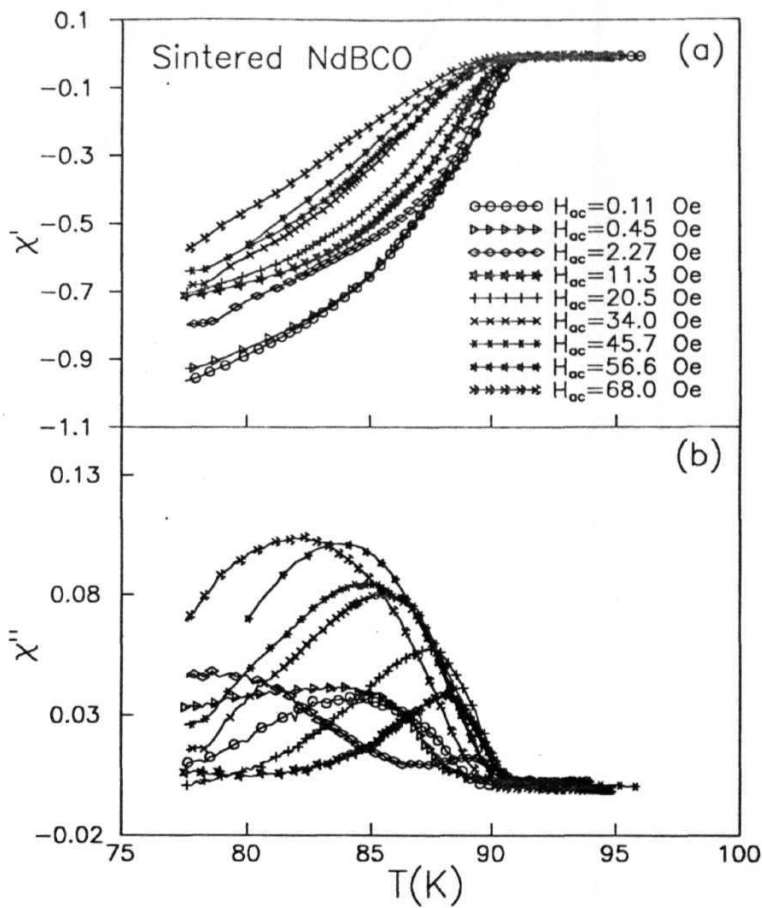 0.1
Sintered NdBCO
(a)
−0.1
−0.3
−0.5
−0.7
−0.9
−1.1
χ'
Hac=0.11 Oe
Hac=0.45 Oe
Hac=2.27 Oe
Hac=11.3 Oe
Hac=20.5 Oe
Hac=34.0 Oe
Hac=45.7 Oe
Hac=56.6 Oe
Hac=68.0 Oe
(b)
0.13
0.08
0.03
−0.02
χ''
75
80
85
90
95
100
T(K)